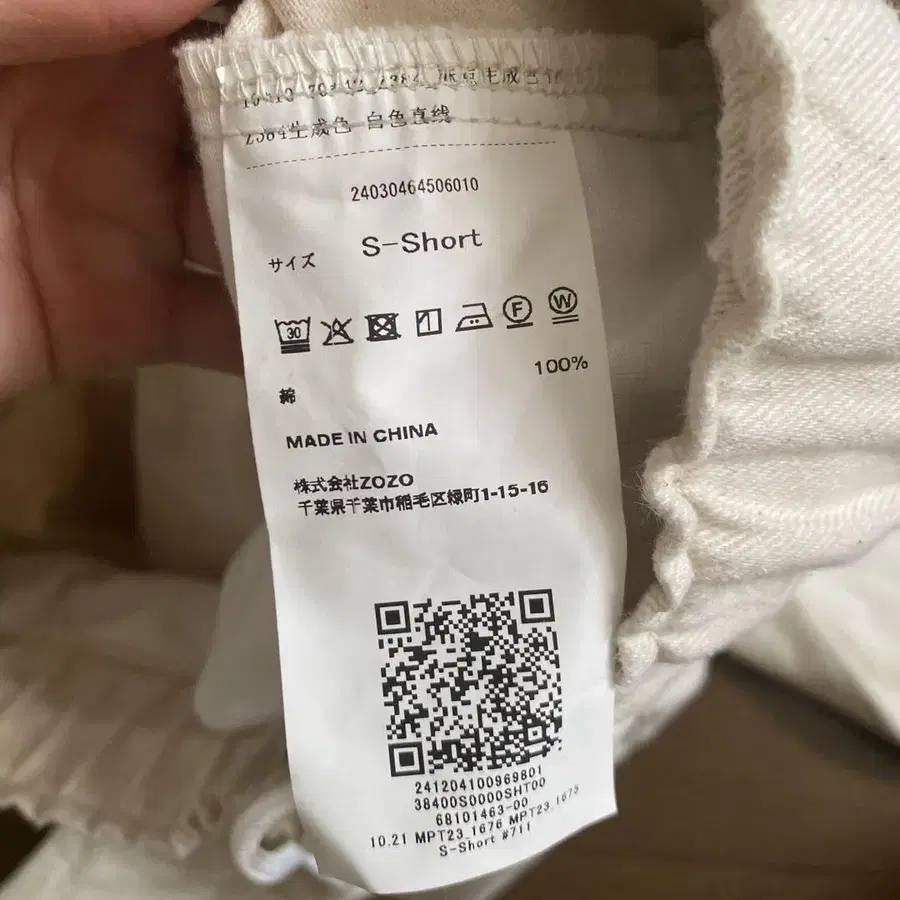 2384生成色 白色直线
24030464506010
サイズ S-Short
30 F W
綿 100%
MADE IN CHINA
株式会社ZOZO
千葉県千葉市稲毛区緑町1-15-16
241204100969801
38400S0000SHT00
68101463-00
10.21 MPT23_1676 MPT23_1675
S-Short #711